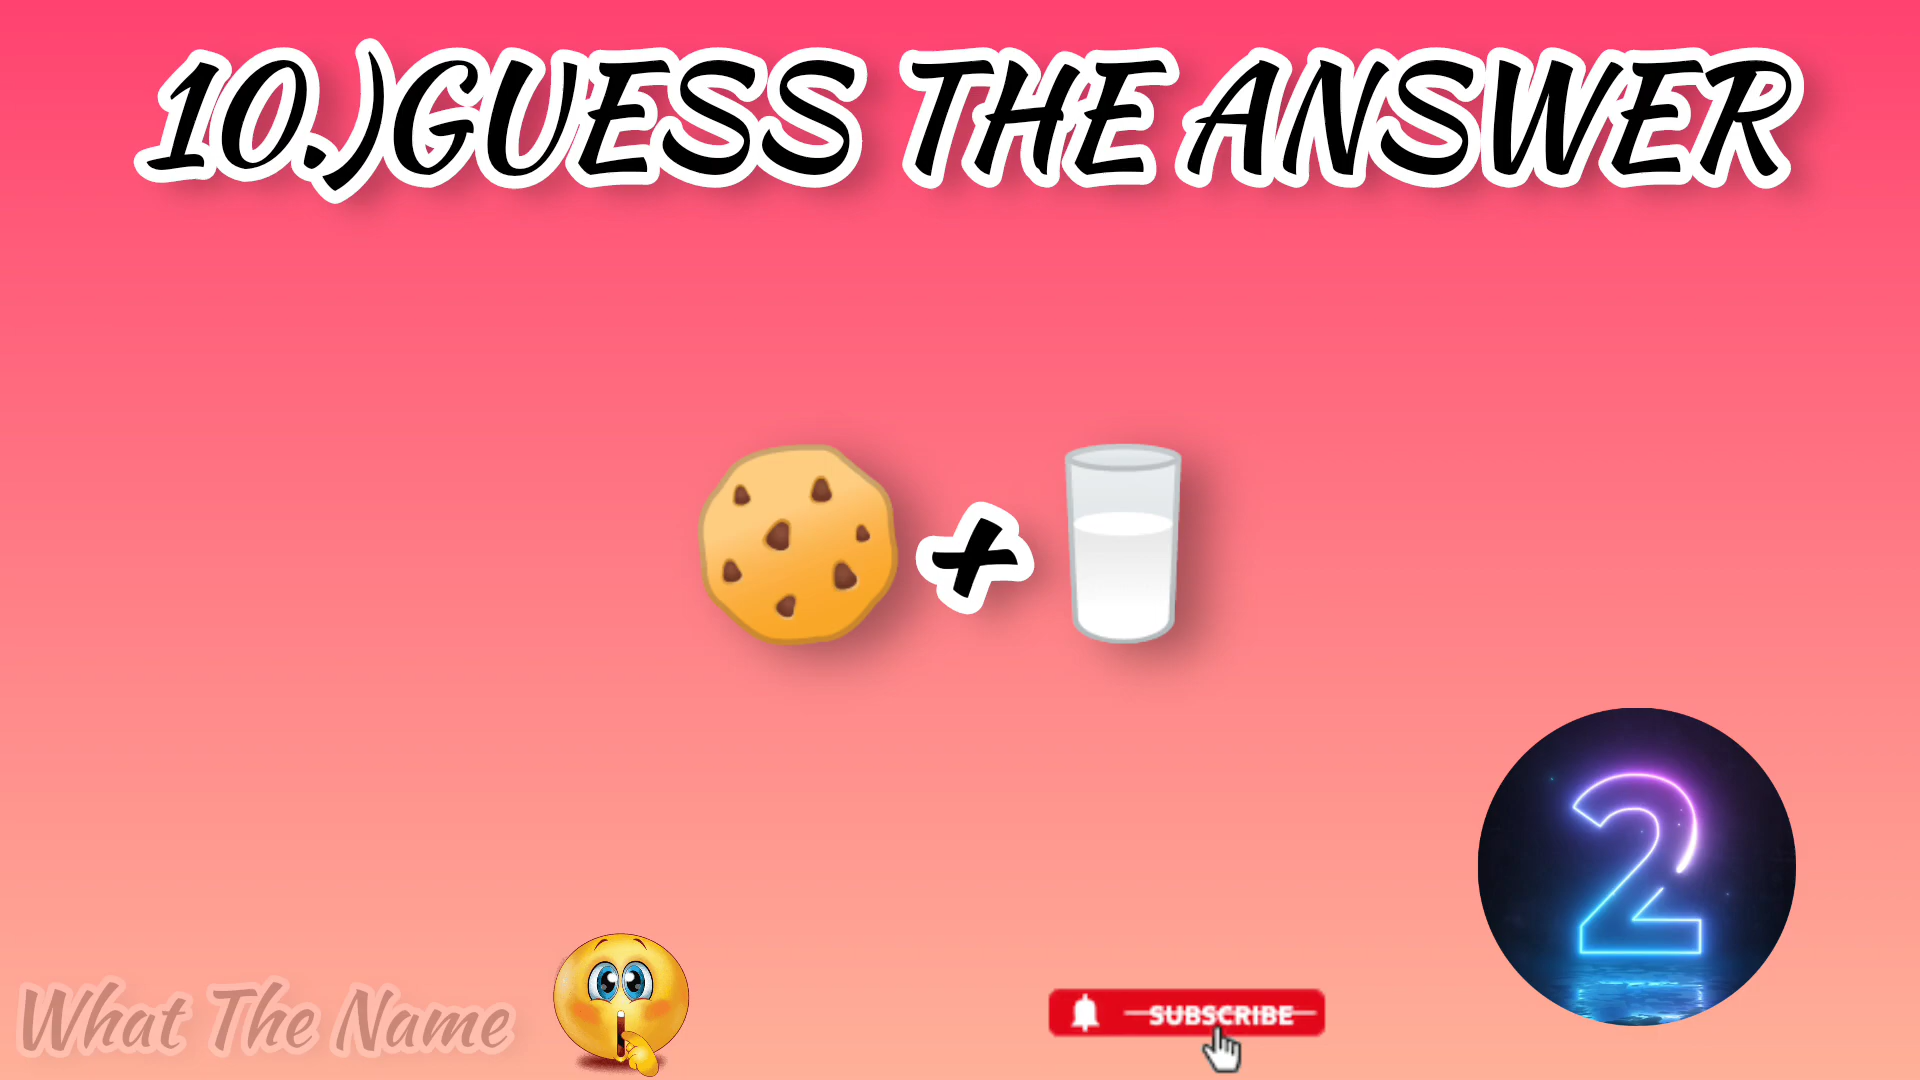 10.)GUESS THE ANSWER
+
2
What The Name
SUBSCRIBE